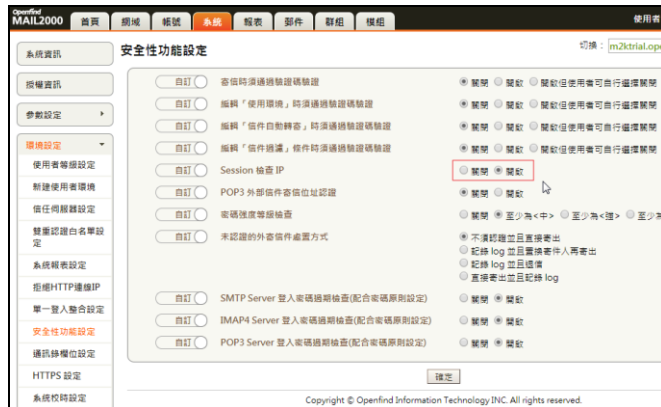 Openfind
MAIL2000 首頁 網域 帳號 系統 報表 郵件 群組 模組 使用者
系統資訊
授權資訊
參數設定
環境設定
使用者等級設定
新建使用者環境
信任伺服器設定
雙重認證白名單設定
系統報表設定
拒絕HTTP連線IP
單一登入整合設定
安全性功能設定
通訊錄欄位設定
HTTPS 設定
系統校時設定
安全性功能設定 切換： m2ktrial.ope
自訂 寄信時須通過驗證碼驗證 關閉 開啟 開啟但使用者可自行選擇關閉
自訂 編輯「使用環境」時須通過驗證碼驗證 關閉 開啟 開啟但使用者可自行選擇關閉
自訂 編輯「信件自動轉寄」時須通過驗證碼驗證 關閉 開啟 開啟但使用者可自行選擇關閉
自訂 編輯「信件過濾」條件時須通過驗證碼驗證 關閉 開啟 開啟但使用者可自行選擇關閉
自訂 Session 檢查 IP 關閉 開啟
自訂 POP3 外部信件寄信位址認證 關閉 開啟
自訂 密碼強度等級檢查 關閉 至少為<中> 至少為<強> 至少為
自訂 未認證的外寄信件處置方式 不須認證並且直接寄出
記錄 log 並且置換寄件人再寄出
記錄 log 並且退信
直接寄出並且記錄 log
自訂 SMTP Server 登入密碼過期檢查(配合密碼原則設定) 關閉 開啟
自訂 IMAP4 Server 登入密碼過期檢查(配合密碼原則設定) 關閉 開啟
自訂 POP3 Server 登入密碼過期檢查(配合密碼原則設定) 關閉 開啟
確定
Copyright © Openfind Information Technology INC. All rights reserved.